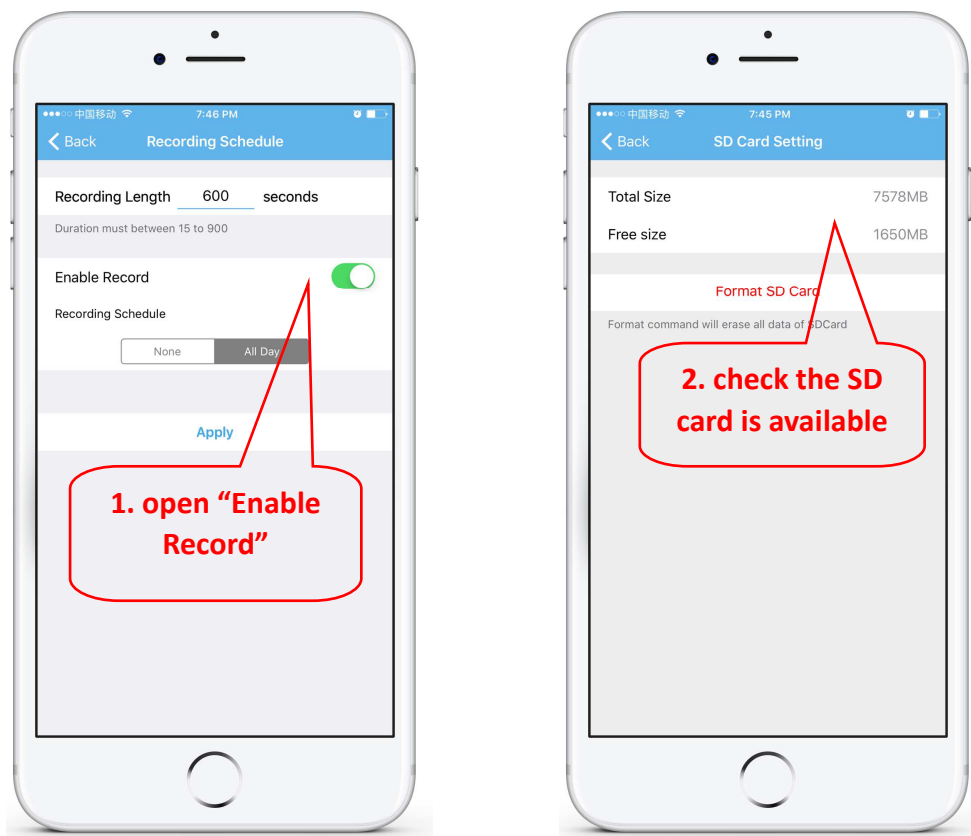 中国移动 7:46 PM
Back Recording Schedule
Recording Length 600 seconds
Duration must between 15 to 900
Enable Record
Recording Schedule
None All Day
Apply
1. open “Enable
Record”
中国移动 7:45 PM
Back SD Card Setting
Total Size 7578MB
Free size 1650MB
Format SD Card
Format command will erase all data of SDCard
2. check the SD
card is available